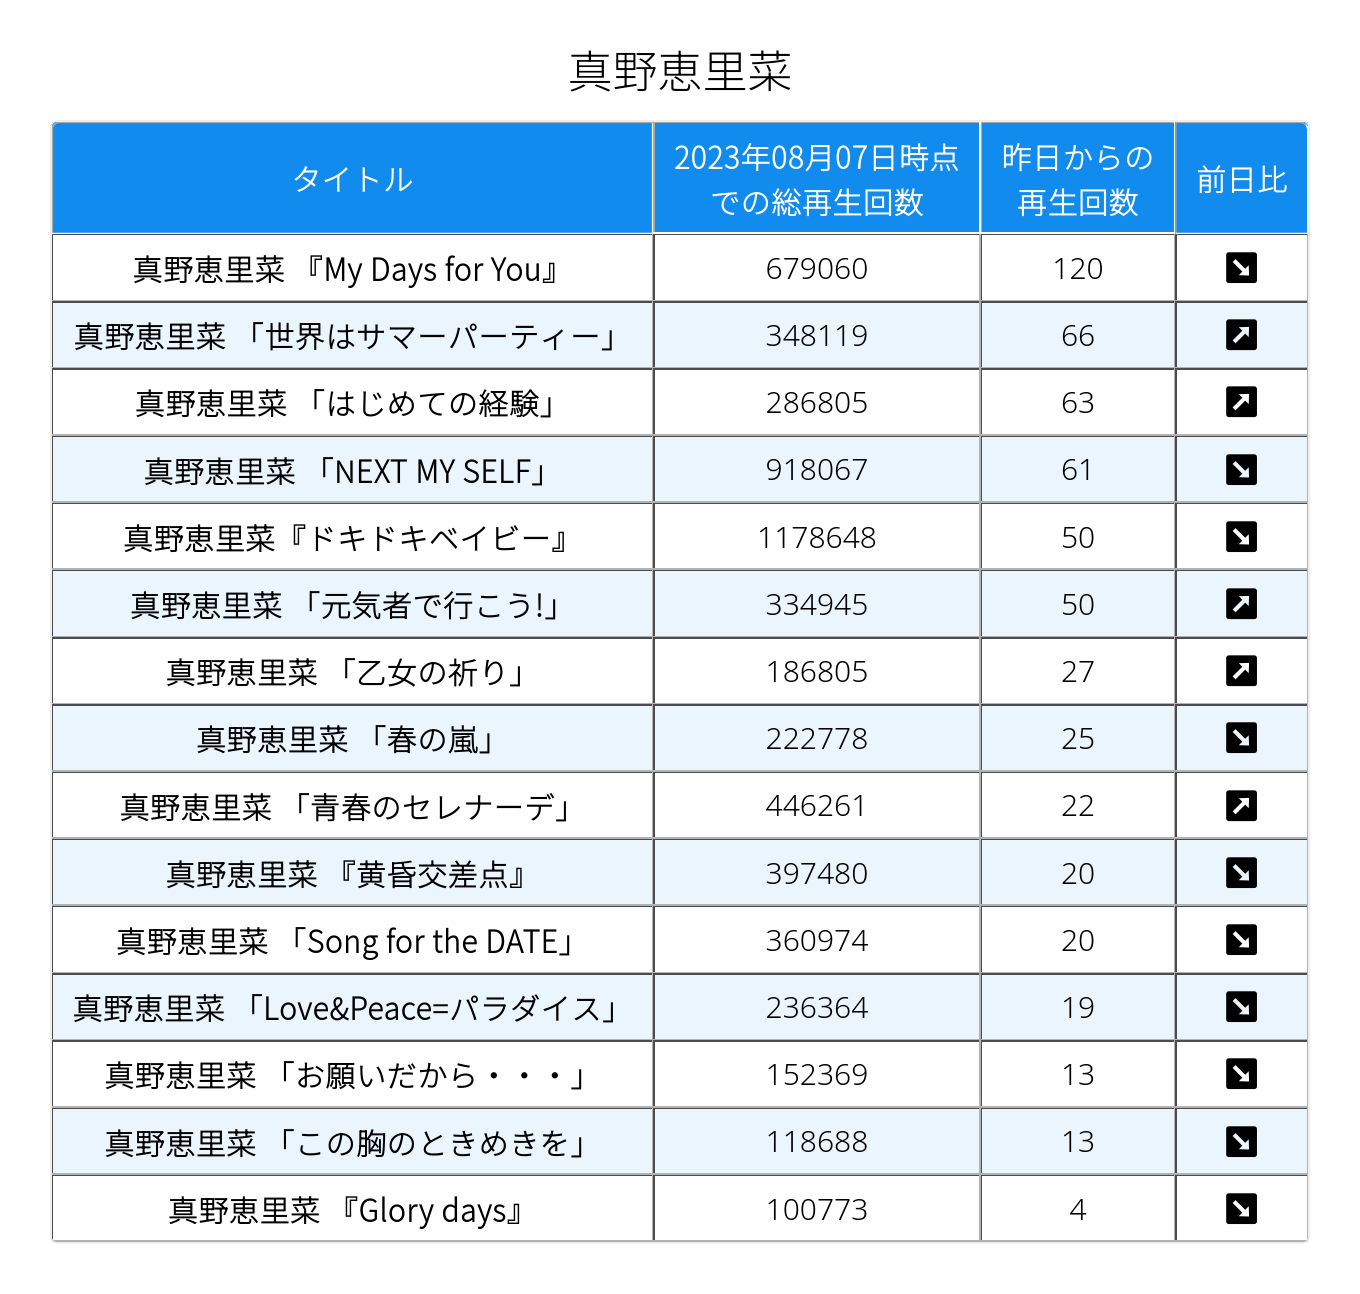 真野恵里菜
タイトル 2023年08月07日時点での総再生回数 昨日からの再生回数 前日比
真野恵里菜 『My Days for You』 679060 120 ↘
真野恵里菜 「世界はサマーパーティー」 348119 66 ↗
真野恵里菜 「はじめての経験」 286805 63 ↗
真野恵里菜 「NEXT MY SELF」 918067 61 ↘
真野恵里菜『ドキドキベイビー』 1178648 50 ↘
真野恵里菜 「元気者で行こう!」 334945 50 ↗
真野恵里菜 「乙女の祈り」 186805 27 ↗
真野恵里菜 「春の嵐」 222778 25 ↘
真野恵里菜 「青春のセレナーデ」 446261 22 ↗
真野恵里菜 『黄昏交差点』 397480 20 ↘
真野恵里菜 「Song for the DATE」 360974 20 ↘
真野恵里菜 「Love&Peace=パラダイス」 236364 19 ↘
真野恵里菜 「お願いだから・・・」 152369 13 ↘
真野恵里菜 「この胸のときめきを」 118688 13 ↘
真野恵里菜 『Glory days』 100773 4 ↘